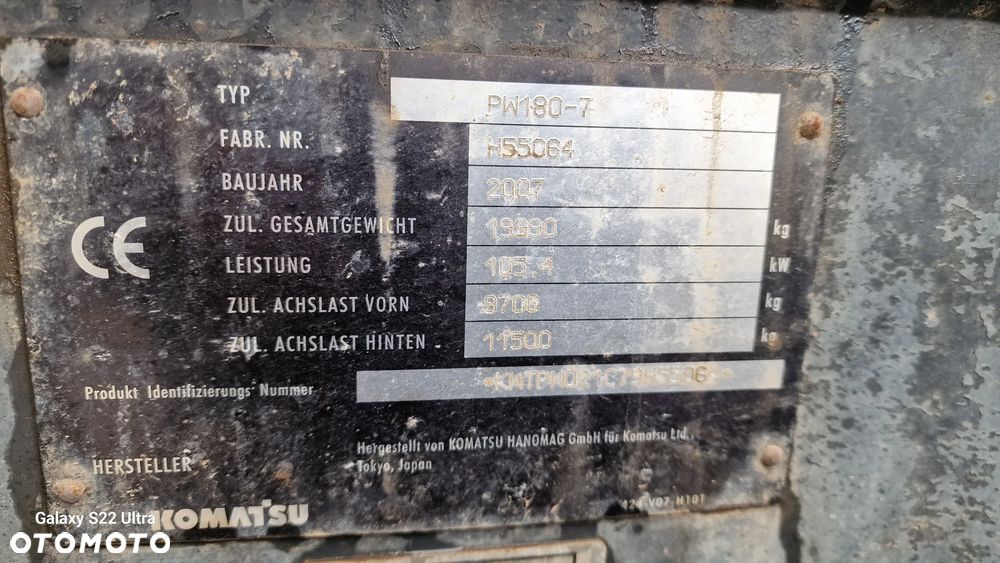 TYP PW180-7
FABR. NR. H55064
BAUJAHR 2007
ZUL. GESAMTGEWICHT 19990 kg
LEISTUNG 105.4 kW
ZUL. ACHSLAST VORN kg
ZUL. ACHSLAST HINTEN 11500 kg
CE
Produkt Identifizierungs Nummer
Hergestellt von KOMATSU HANOMAG GmbH für Komatsu Ltd.,
Tokyo, Japan
HERSTELLER
KOMATSU
Galaxy S22 Ultra
OTOMOTO